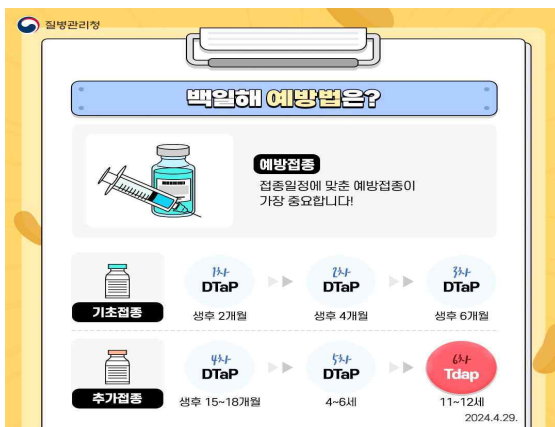 질병관리청
백일해 예방법은?
예방접종
접종일정에 맞춘 예방접종이
가장 중요합니다!
1차 2차 3차
DTaP DTaP DTaP
기초접종 생후 2개월 생후 4개월 생후 6개월
4차 5차 6차
DTaP DTaP Tdap
추가접종 생후 15~18개월 4~6세 11~12세
2024.4.29.